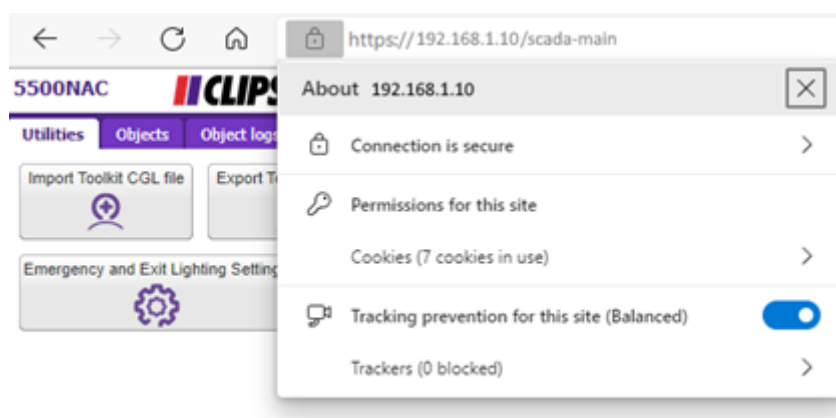 https://192.168.1.10/scada-main
5500NAC
About 192.168.1.10
Utilities Objects Object logs
Connection is secure
Import Toolkit CGL file Export
Permissions for this site
Cookies (7 cookies in use)
Emergency and Exit Lighting Setting
Tracking prevention for this site (Balanced)
Trackers (0 blocked)